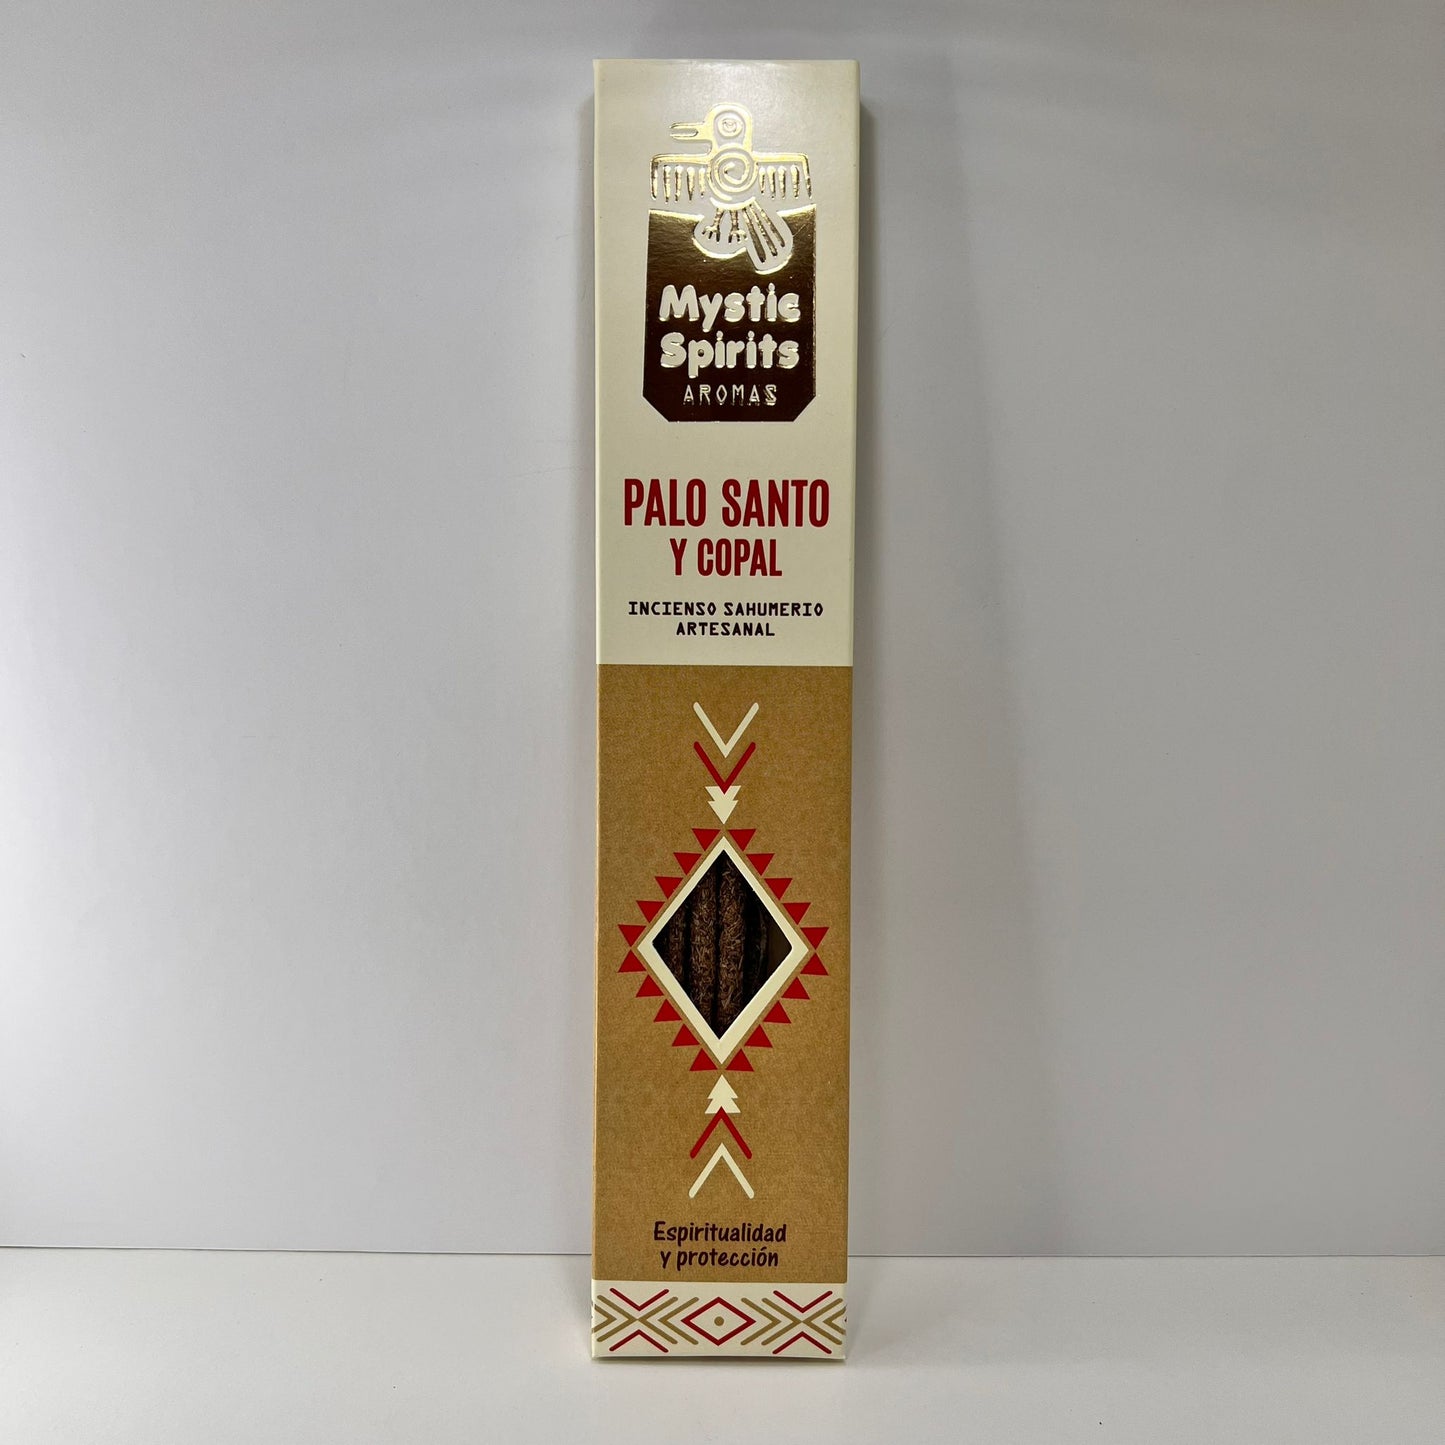 Mystic
Spirits
AROMAS
PALO SANTO
Y COPAL
INCIENSO SAHUMERIO
ARTESANAL
Espiritualidad
y protección